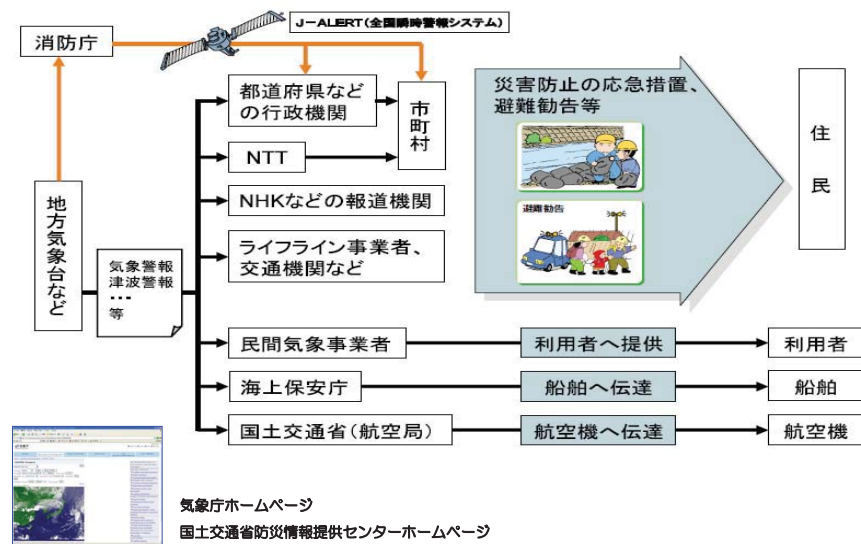 J－ALERT(全国瞬時警報システム)
消防庁
都道府県など
の行政機関
市町村
NTT
NHKなどの報道機関
ライフライン事業者、
交通機関など
地方気象台など
気象警報
津波警報
…
等
災害防止の応急措置、
避難勧告等
避難勧告
住民
民間気象事業者
利用者へ提供
利用者
海上保安庁
船舶へ伝達
船舶
国土交通省(航空局)
航空機へ伝達
航空機
気象庁ホームページ
国土交通省防災情報提供センターホームページ